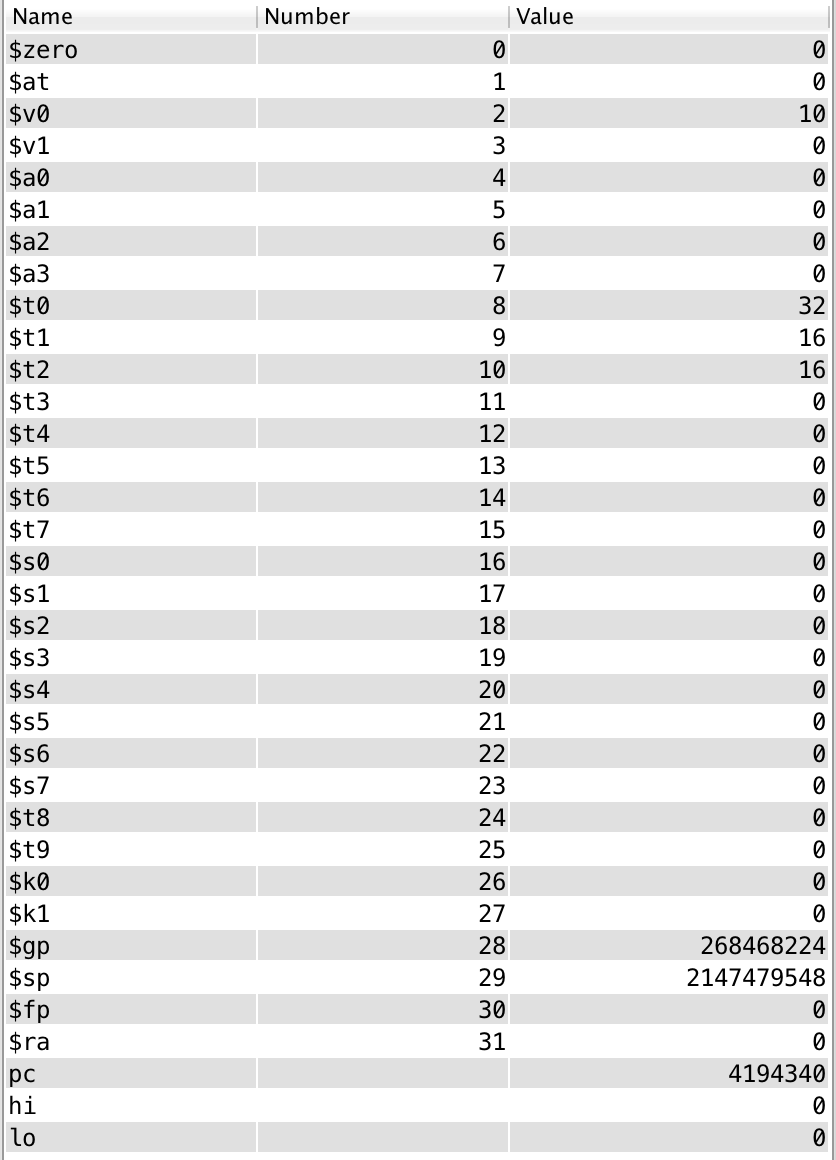 Name Number Value
$zero 0 0
$at 1 0
$v0 2 10
$v1 3 0
$a0 4 0
$a1 5 0
$a2 6 0
$a3 7 0
$t0 8 32
$t1 9 16
$t2 10 16
$t3 11 0
$t4 12 0
$t5 13 0
$t6 14 0
$t7 15 0
$s0 16 0
$s1 17 0
$s2 18 0
$s3 19 0
$s4 20 0
$s5 21 0
$s6 22 0
$s7 23 0
$t8 24 0
$t9 25 0
$k0 26 0
$k1 27 0
$gp 28 268468224
$sp 29 2147479548
$fp 30 0
$ra 31 0
pc 4194340
hi 0
lo 0